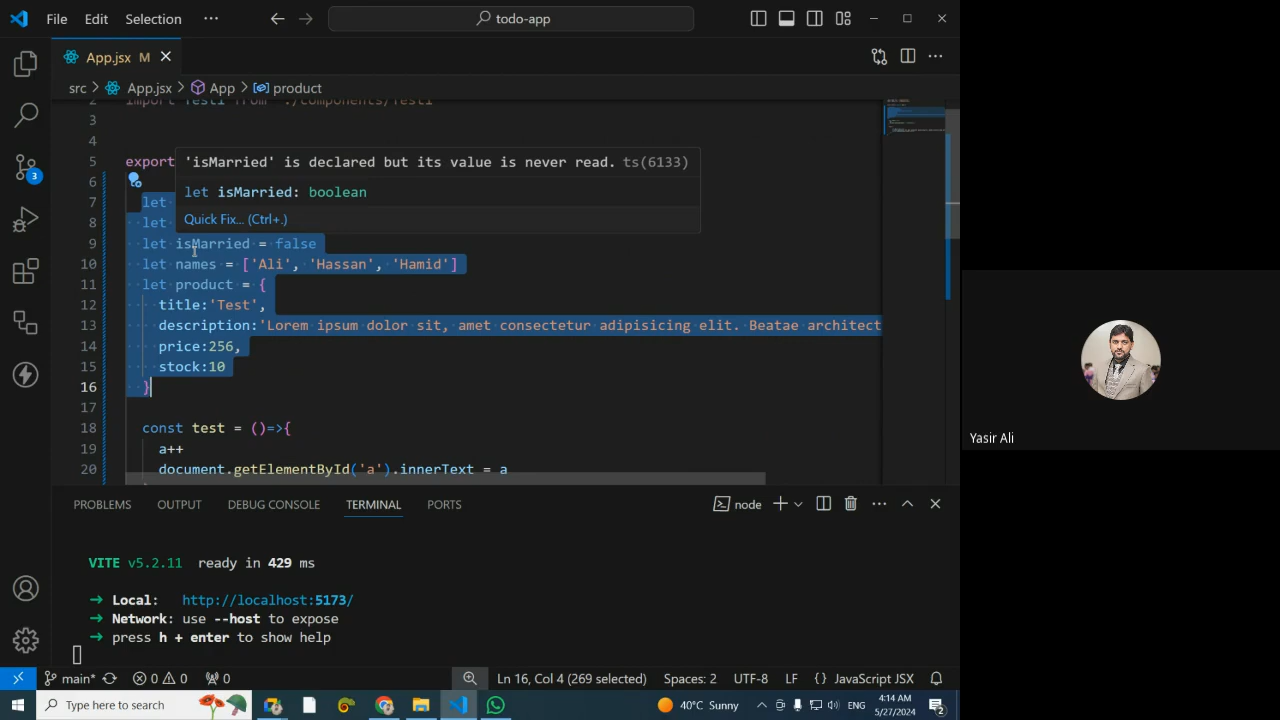 File Edit Selection ··· todo-app
App.jsx M
src > App.jsx > App > product
2 import Test1 from './components/Test1'
3
4
5 export
'isMarried' is declared but its value is never read. ts(6133)
let isMarried: boolean
Quick Fix... (Ctrl+.)
6
7 let
8 let
9 let isMarried = false
10 let names = ['Ali', 'Hassan', 'Hamid']
11 let product = {
12 title:'Test',
13 description:'Lorem ipsum dolor sit, amet consectetur adipisicing elit. Beatae architect
14 price:256,
15 stock:10
16 }
17
18 const test = ()=>{
19 a++
20 document.getElementById('a').innerText = a
3
Yasir Ali
PROBLEMS OUTPUT DEBUG CONSOLE TERMINAL PORTS node
VITE v5.2.11 ready in 429 ms
➜ Local: http://localhost:5173/
➜ Network: use --host to expose
➜ press h + enter to show help
main* 0 0 0 Ln 16, Col 4 (269 selected) Spaces: 2 UTF-8 LF {} JavaScript JSX
Type here to search 40°C Sunny ENG 4:14 AM
5/27/2024 2